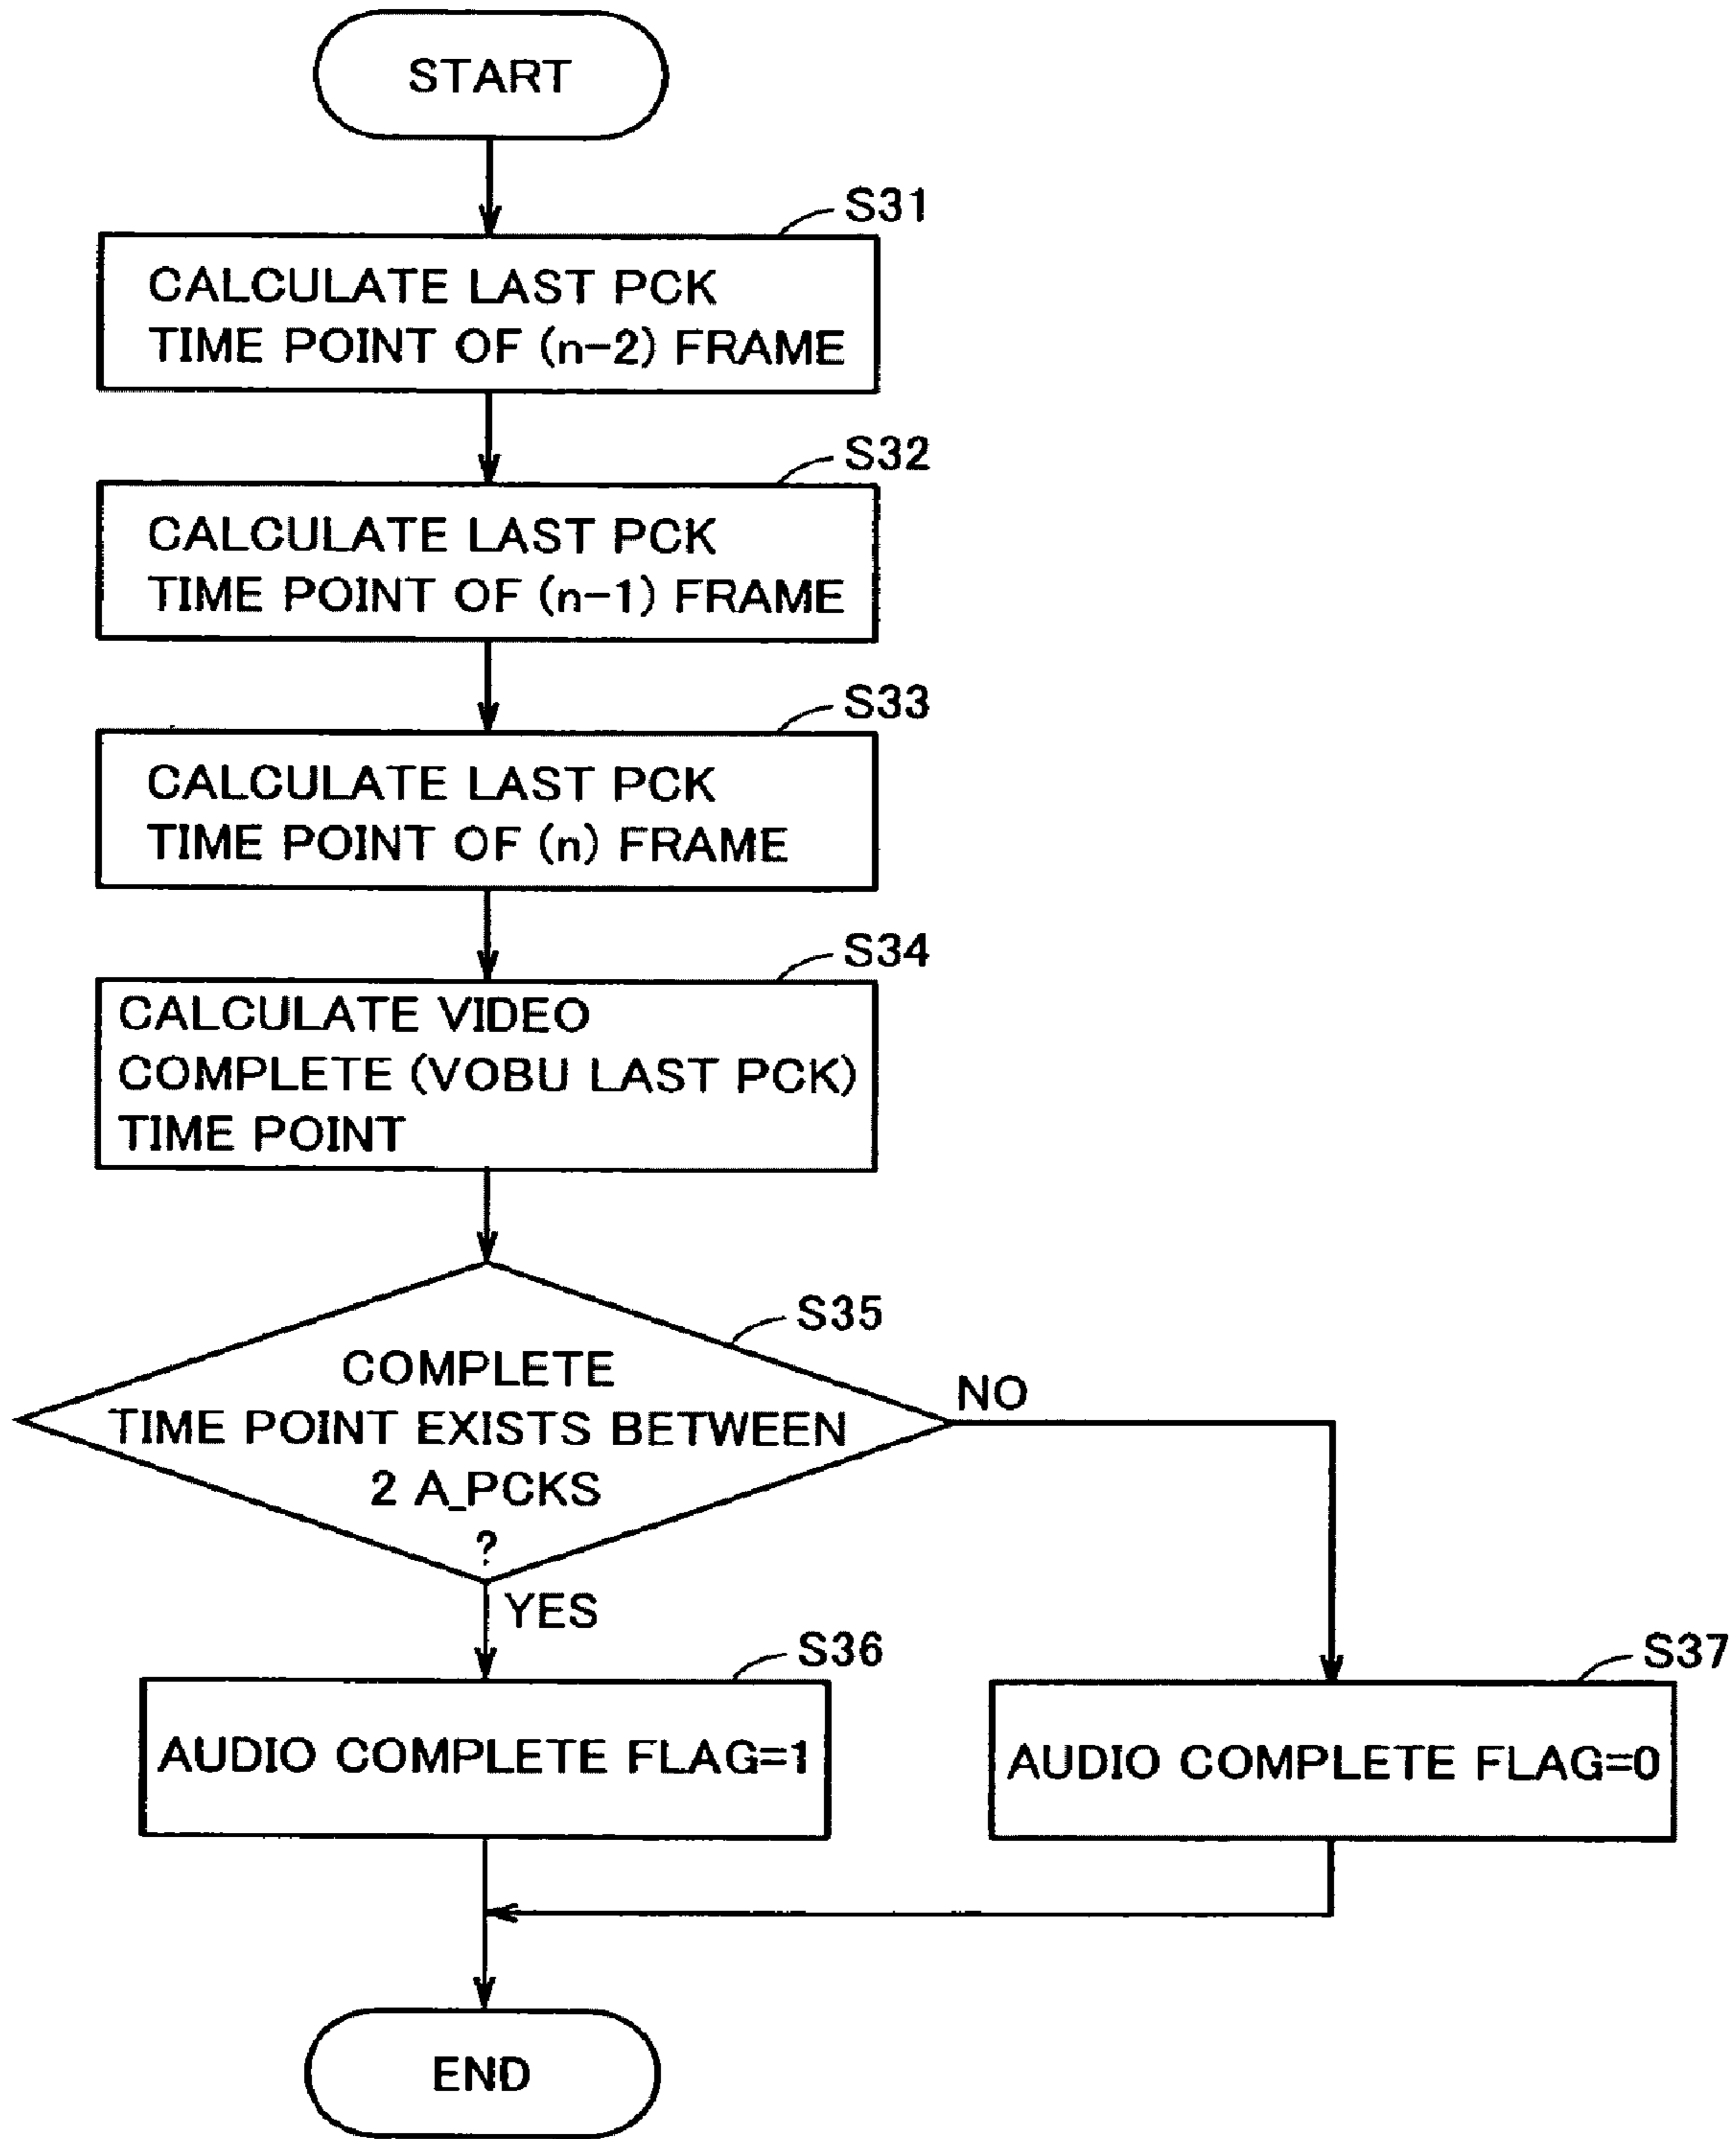 START
S31
CALCULATE LAST PCK
TIME POINT OF (n-2) FRAME
S32
CALCULATE LAST PCK
TIME POINT OF (n-1) FRAME
S33
CALCULATE LAST PCK
TIME POINT OF (n) FRAME
S34
CALCULATE VIDEO
COMPLETE (VOBU LAST PCK)
TIME POINT
S35
COMPLETE
TIME POINT EXISTS BETWEEN
2 A_PCKS
?
NO
YES
S36
AUDIO COMPLETE FLAG=1
S37
AUDIO COMPLETE FLAG=0
END